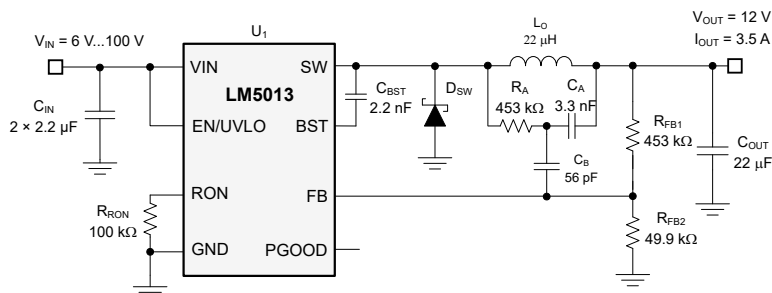 U1
VIN = 6 V...100 V
CIN
2 × 2.2 µF
VIN
EN/UVLO
RON
GND
LM5013
SW
BST
FB
PGOOD
RRON
100 kΩ
CBST
2.2 nF
DSW
LO
22 µH
RA
453 kΩ
CA
3.3 nF
CB
56 pF
RFB1
453 kΩ
RFB2
49.9 kΩ
VOUT = 12 V
IOUT = 3.5 A
COUT
22 µF